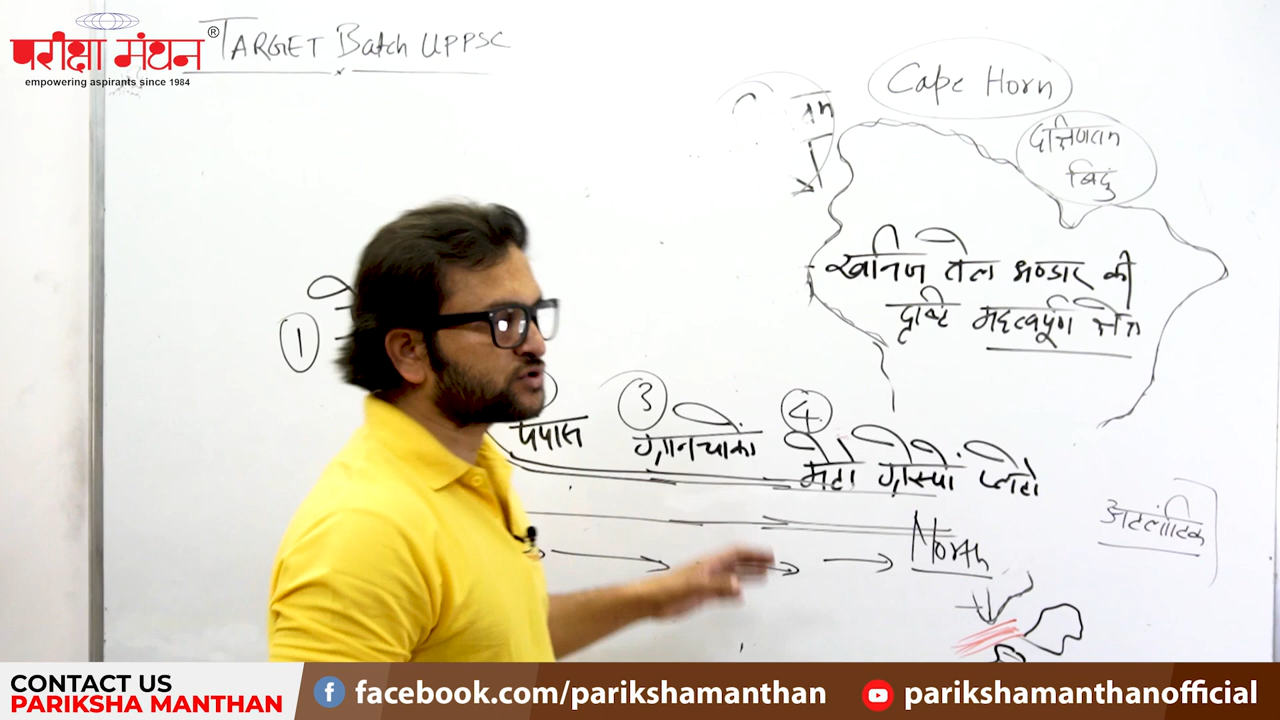 परीक्षा मंथन®
empowering aspirants since 1984
TARGET Batch UPPSC
Cape Horn
दक्षिणतम
बिंदु
खनिज तेल भण्डार की
दृष्टि महत्वपूर्ण क्षेत्र
1
3
4
पंपास
ग्रानचाको
मैटो ग्रोस्यो प्लेटो
अटलांटिक
North
CONTACT US
PARIKSHA MANTHAN
facebook.com/parikshamanthan
parikshamanthanofficial